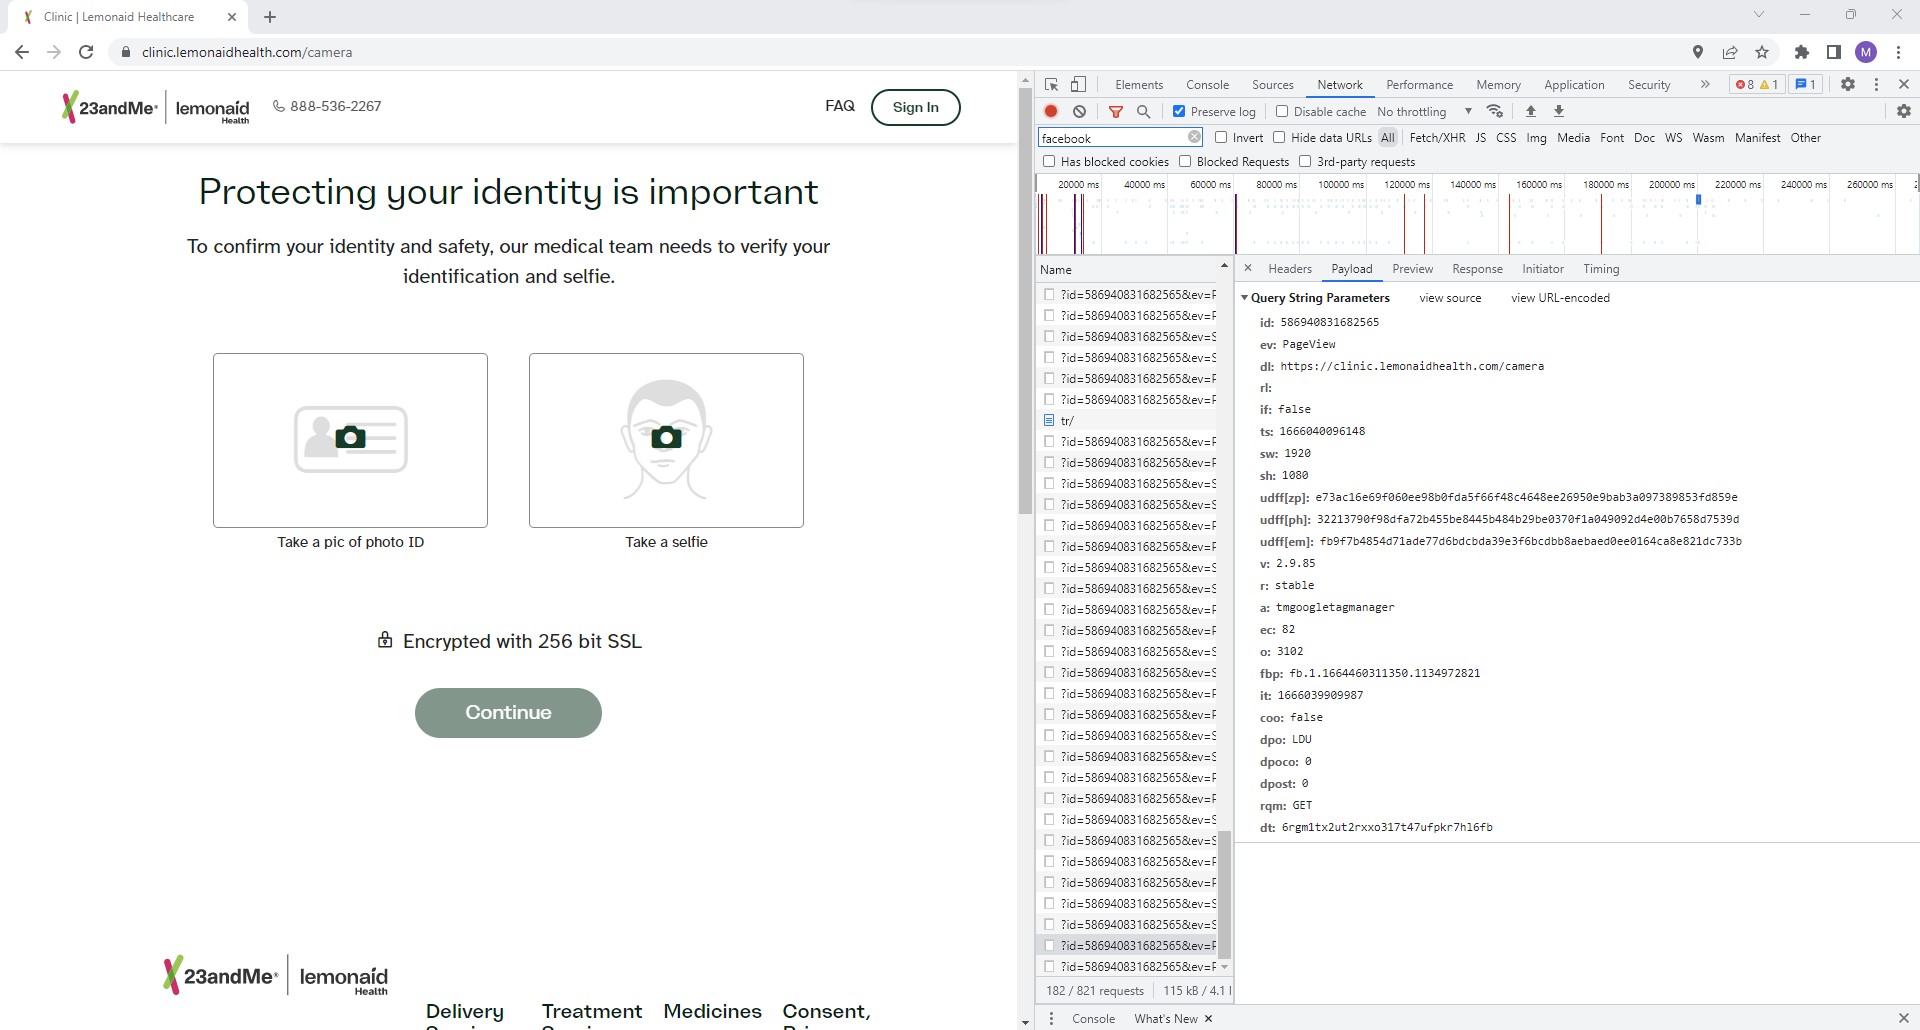 Clinic | Lemonaid Healthcare
clinic.lemonaidhealth.com/camera
M
23andMe
lemonaid
Health
888-536-2267
FAQ
Sign In
Protecting your identity is important
To confirm your identity and safety, our medical team needs to verify your
identification and selfie.
Take a pic of photo ID
Take a selfie
Encrypted with 256 bit SSL
Continue
23andMe
lemonaid
Health
Delivery
Treatment
Medicines
Consent,
Elements Console Sources Network Performance Memory Application Security » 8 1 1
Preserve log Disable cache No throttling
facebook
Invert Hide data URLs All Fetch/XHR JS CSS Img Media Font Doc WS Wasm Manifest Other
Has blocked cookies Blocked Requests 3rd-party requests
20000 ms 40000 ms 60000 ms 80000 ms 100000 ms 120000 ms 140000 ms 160000 ms 180000 ms 200000 ms 220000 ms 240000 ms 260000 ms
Name
?id=586940831682565&ev=P
?id=586940831682565&ev=P
?id=586940831682565&ev=S
?id=586940831682565&ev=S
?id=586940831682565&ev=P
?id=586940831682565&ev=P
tr/
?id=586940831682565&ev=P
?id=586940831682565&ev=P
?id=586940831682565&ev=S
?id=586940831682565&ev=S
?id=586940831682565&ev=P
?id=586940831682565&ev=P
?id=586940831682565&ev=S
?id=586940831682565&ev=S
?id=586940831682565&ev=P
?id=586940831682565&ev=P
?id=586940831682565&ev=S
?id=586940831682565&ev=S
?id=586940831682565&ev=P
?id=586940831682565&ev=P
?id=586940831682565&ev=S
?id=586940831682565&ev=S
?id=586940831682565&ev=P
?id=586940831682565&ev=P
?id=586940831682565&ev=S
?id=586940831682565&ev=S
?id=586940831682565&ev=P
?id=586940831682565&ev=P
?id=586940831682565&ev=S
?id=586940831682565&ev=S
?id=586940831682565&ev=P
?id=586940831682565&ev=P
182 / 821 requests 115 kB / 4.1
Headers Payload Preview Response Initiator Timing
Query String Parameters view source view URL-encoded
id: 586940831682565
ev: PageView
dl: https://clinic.lemonaidhealth.com/camera
rl:
if: false
ts: 1666040096148
sw: 1920
sh: 1080
udff[zp]: e73ac16e69f060ee98b0fda5f66f48c4648ee26950e9bab3a097389853fd859e
udff[ph]: 32213790f98dfa72b455be8445b484b29be0370f1a049092d4e00b7658d7539d
udff[em]: fb9f7b4854d71ade77d6bdcbda39e3f6bcdbb8aebaed0ee0164ca8e821dc733b
v: 2.9.85
r: stable
a: tmgoogletagmanager
ec: 82
o: 3102
fbp: fb.1.1664460311350.1134972821
it: 1666039909987
coo: false
dpo: LDU
dpoco: 0
dpost: 0
rqm: GET
dt: 6rgm1tx2ut2rxxo317t47ufpkr7hl6fb
Console What's New